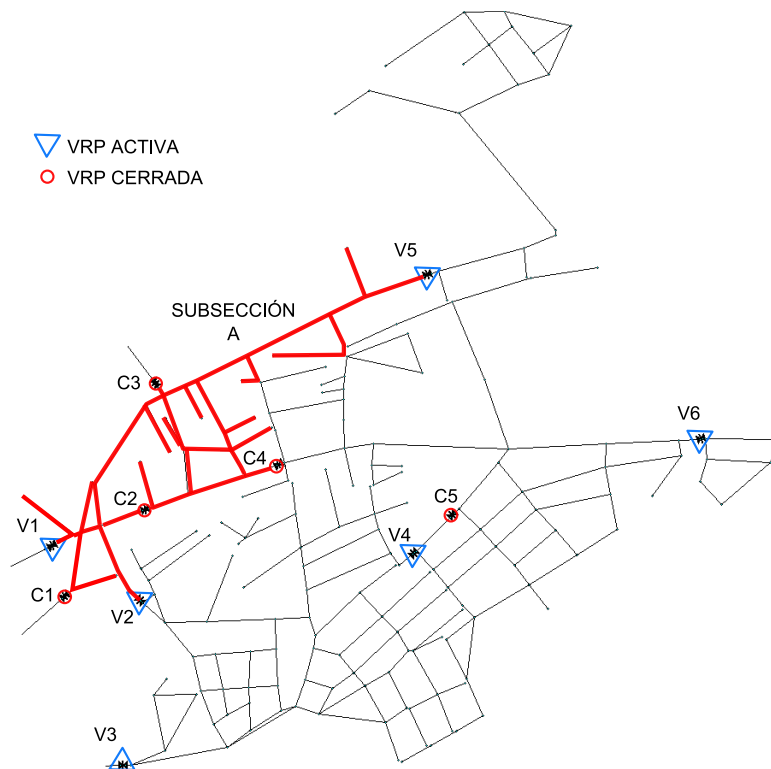 VRP ACTIVA
VRP CERRADA
V5
SUBSECCIÓN
A
C3
V6
C4
C2
C5
V1
V4
C1
V2
V3